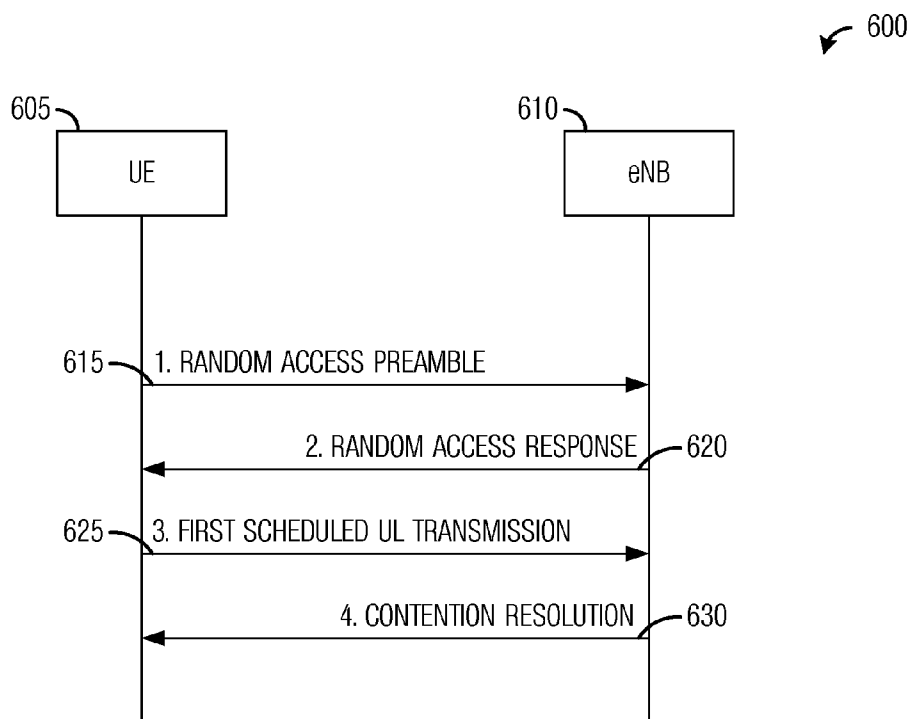 600
605
610
UE
eNB
615
1. RANDOM ACCESS PREAMBLE
2. RANDOM ACCESS RESPONSE
620
625
3. FIRST SCHEDULED UL TRANSMISSION
4. CONTENTION RESOLUTION
630